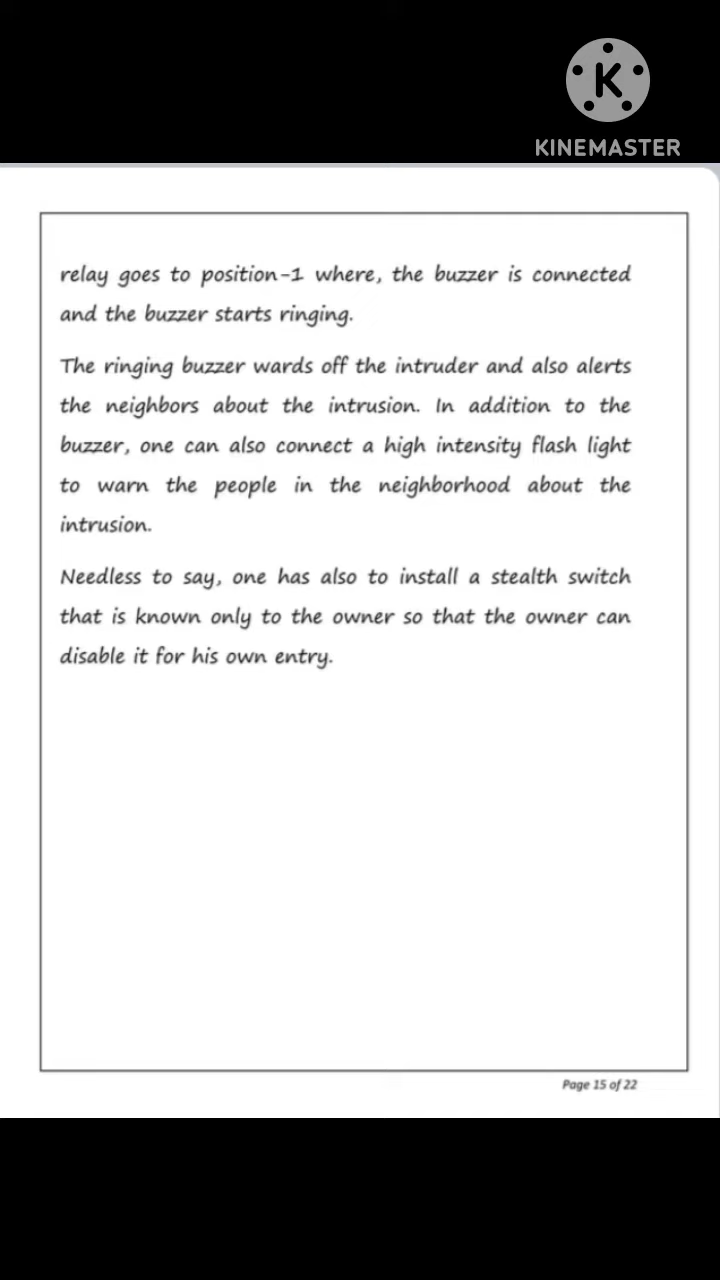 KINEMASTER
relay goes to position-1 where, the buzzer is connected
and the buzzer starts ringing.
The ringing buzzer wards off the intruder and also alerts
the neighbors about the intrusion. In addition to the
buzzer, one can also connect a high intensity flash light
to warn the people in the neighborhood about the
intrusion.
Needless to say, one has also to install a stealth switch
that is known only to the owner so that the owner can
disable it for his own entry.
Page 15 of 22